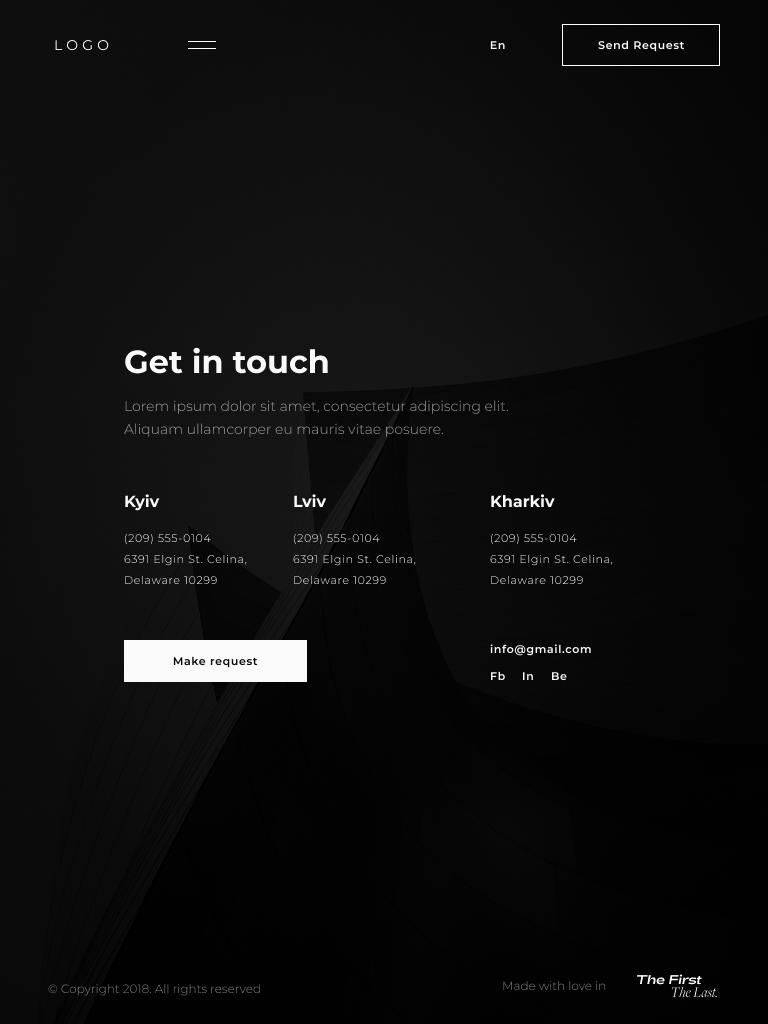 LOGO
En
Send Request
Get in touch
Lorem ipsum dolor sit amet, consectetur adipiscing elit.
Aliquam ullamcorper eu mauris vitae posuere.
Kyiv
(209) 555-0104
6391 Elgin St. Celina,
Delaware 10299
Lviv
(209) 555-0104
6391 Elgin St. Celina,
Delaware 10299
Kharkiv
(209) 555-0104
6391 Elgin St. Celina,
Delaware 10299
Make request
info@gmail.com
Fb In Be
© Copyright 2018. All rights reserved
Made with love in
The First
The Last.